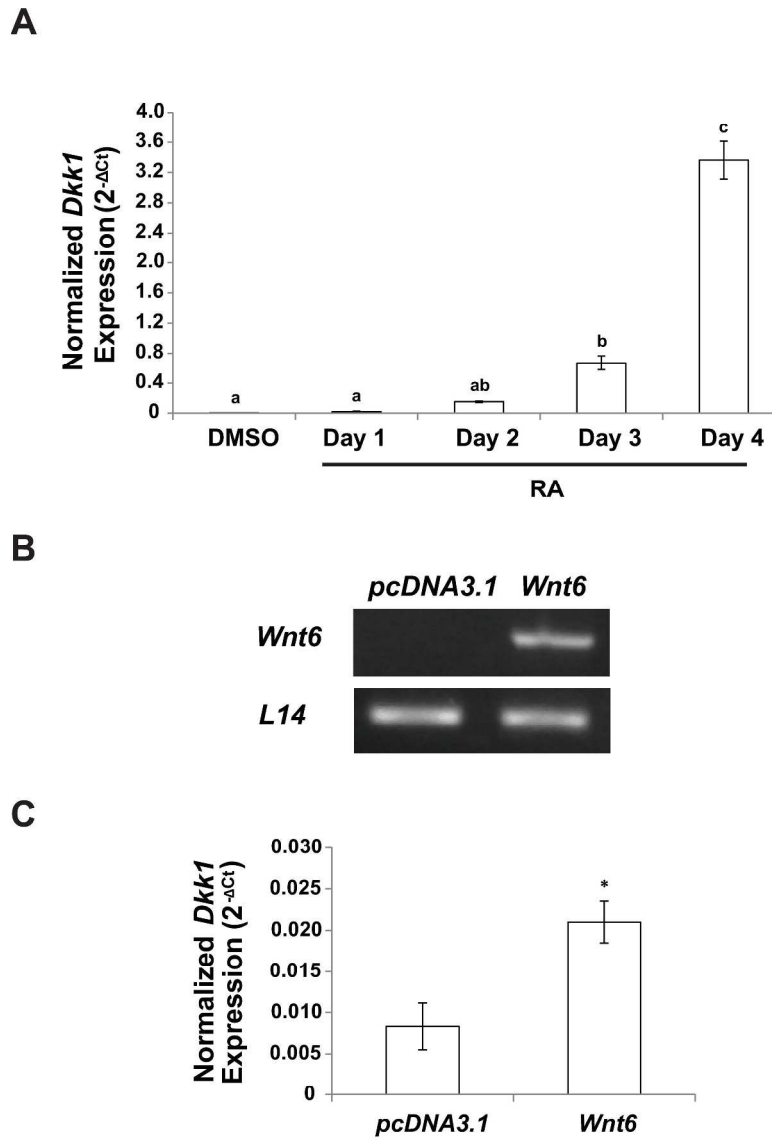 A
Normalized Dkk1
Expression (2-ΔCt)
4.0
3.6
3.2
2.8
2.4
2.0
1.6
1.2
0.8
0.4
0
a
a
ab
b
c
DMSO
Day 1
Day 2
Day 3
Day 4
RA
B
pcDNA3.1 Wnt6
Wnt6
L14
C
Normalized Dkk1
Expression (2-ΔCt)
0.030
0.025
0.020
0.015
0.010
0.005
0
*
pcDNA3.1
Wnt6